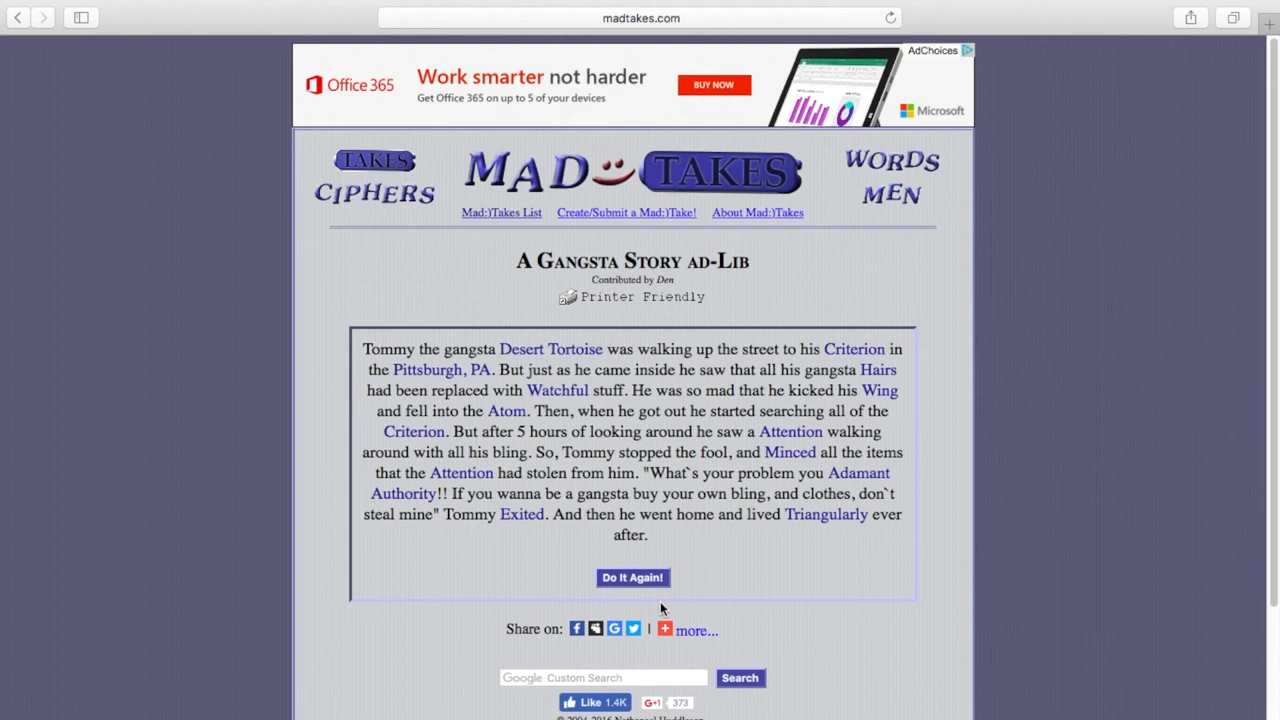 madtakes.com
AdChoices
Office 365
Work smarter not harder
Get Office 365 on up to 5 of your devices
BUY NOW
Microsoft
TAKES
CIPHERS
MAD TAKES
WORDS
MEN
Mad:)Takes List Create/Submit a Mad:)Take! About Mad:)Takes
A Gangsta Story ad-Lib
Contributed by Den
Printer Friendly
Tommy the gangsta Desert Tortoise was walking up the street to his Criterion in
the Pittsburgh, PA. But just as he came inside he saw that all his gangsta Hairs
had been replaced with Watchful stuff. He was so mad that he kicked his Wing
and fell into the Atom. Then, when he got out he started searching all of the
Criterion. But after 5 hours of looking around he saw a Attention walking
around with all his bling. So, Tommy stopped the fool, and Minced all the items
that the Attention had stolen from him. "What`s your problem you Adamant
Authority!! If you wanna be a gangsta buy your own bling, and clothes, don`t
steal mine" Tommy Exited. And then he went home and lived Triangularly ever
after.
Do It Again!
Share on: | more...
Google Custom Search Search
Like 1.4K G+1 373